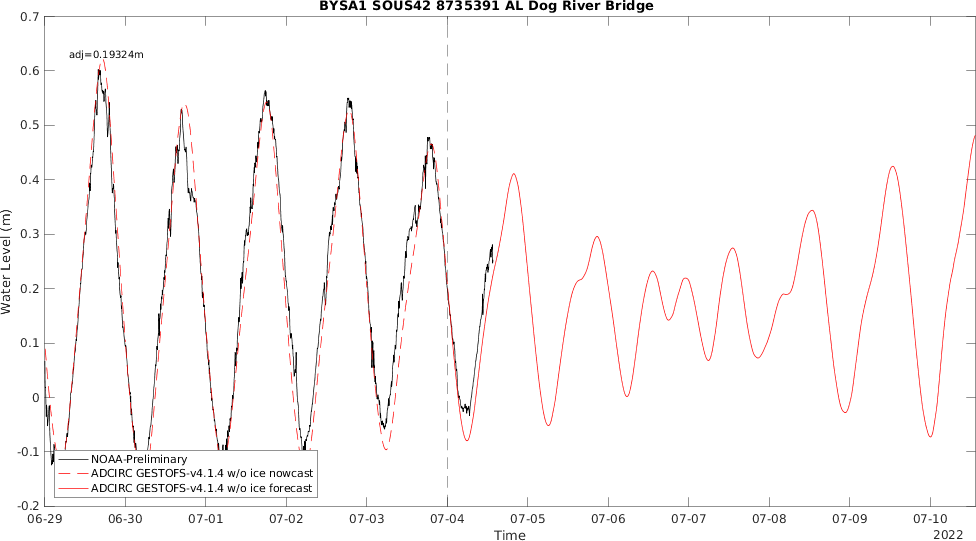 BYSA1 SOUS42 8735391 AL Dog River Bridge
adj=0.19324m
0.7
0.6
0.5
0.4
0.3
0.2
0.1
0
-0.1
-0.2
Water Level (m)
NOAA-Preliminary
ADCIRC GESTOFS-v4.1.4 w/o ice nowcast
ADCIRC GESTOFS-v4.1.4 w/o ice forecast
06-29 06-30 07-01 07-02 07-03 07-04 07-05 07-06 07-07 07-08 07-09 07-10
Time
2022